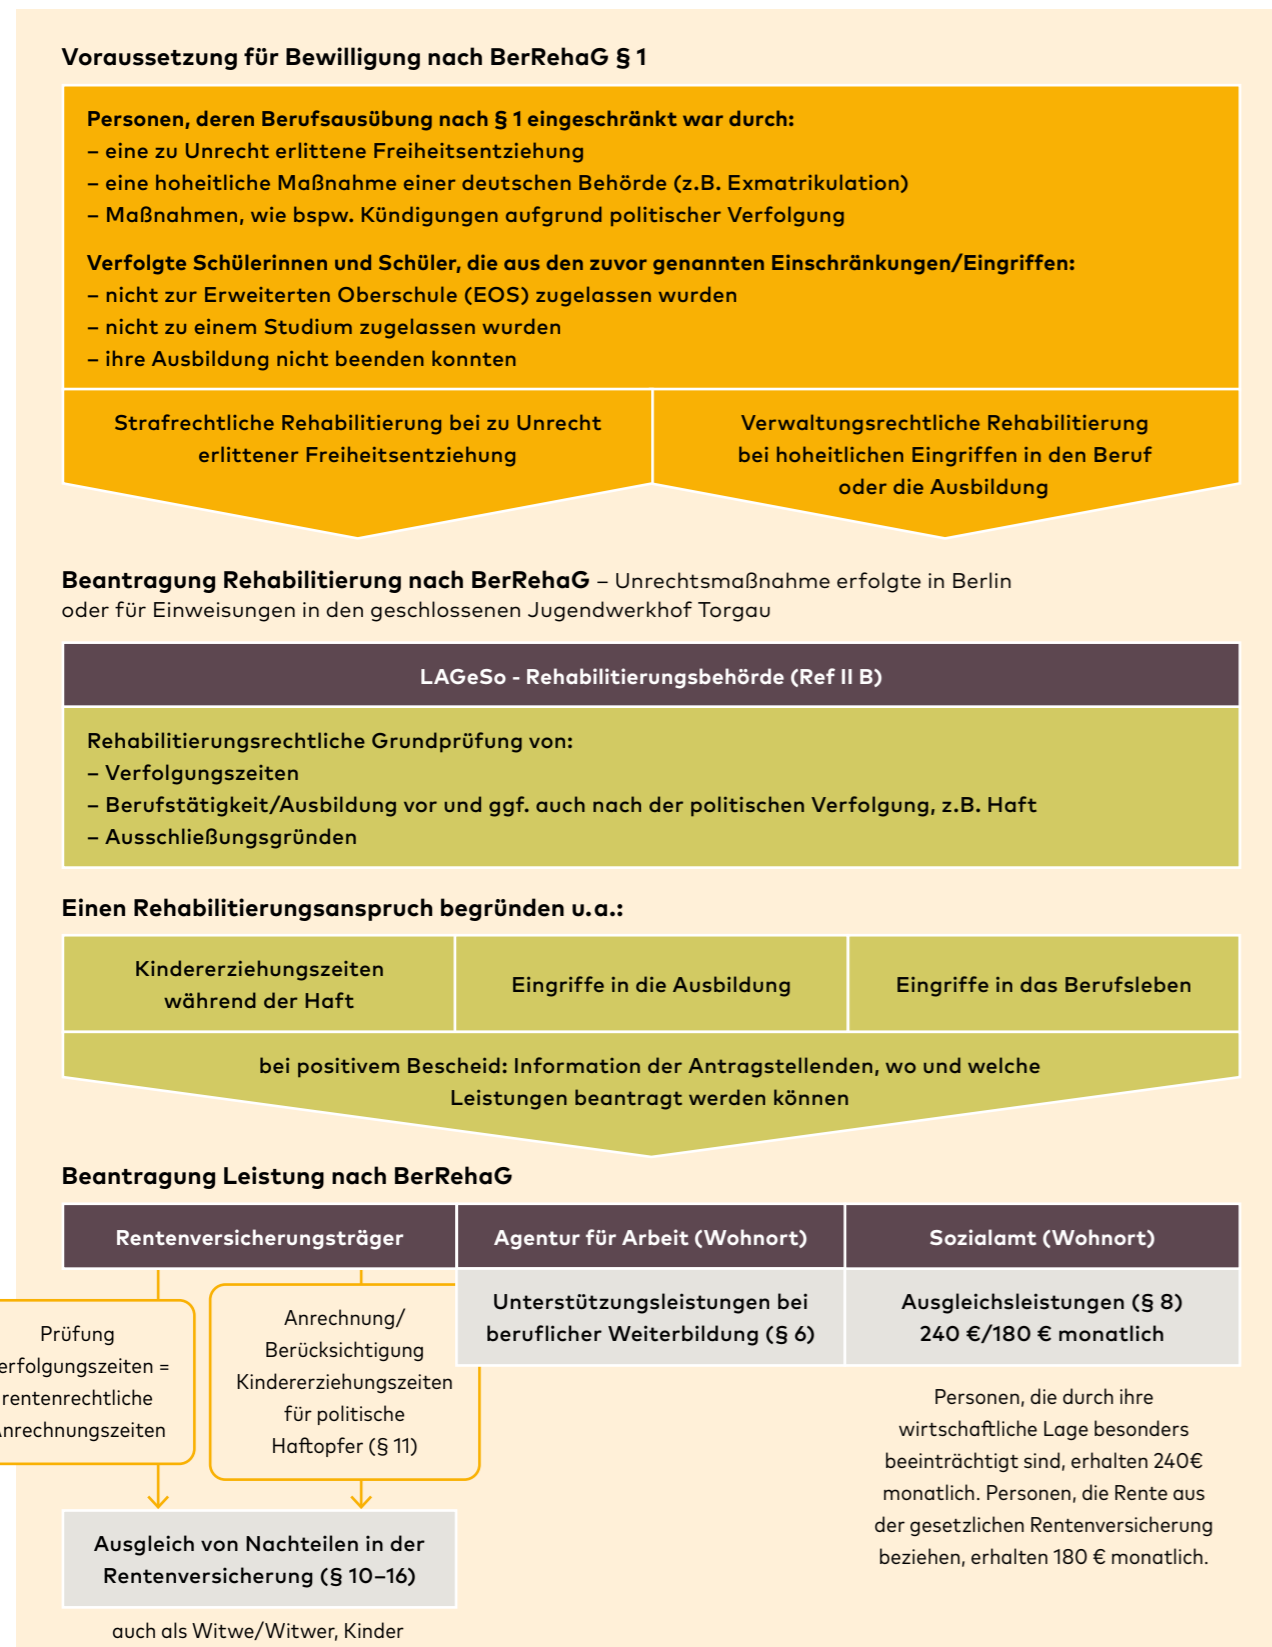 Voraussetzung für Bewilligung nach BerRehaG § 1
Personen, deren Berufsausübung nach § 1 eingeschränkt war durch:
– eine zu Unrecht erlittene Freiheitsentziehung
– eine hoheitliche Maßnahme einer deutschen Behörde (z.B. Exmatrikulation)
– Maßnahmen, wie bspw. Kündigungen aufgrund politischer Verfolgung
Verfolgte Schülerinnen und Schüler, die aus den zuvor genannten Einschränkungen/Eingriffen:
– nicht zur Erweiterten Oberschule (EOS) zugelassen wurden
– nicht zu einem Studium zugelassen wurden
– ihre Ausbildung nicht beenden konnten
Strafrechtliche Rehabilitierung bei zu Unrecht
erlittener Freiheitsentziehung
Verwaltungsrechtliche Rehabilitierung
bei hoheitlichen Eingriffen in den Beruf
oder die Ausbildung
Beantragung Rehabilitierung nach BerRehaG – Unrechtsmaßnahme erfolgte in Berlin
oder für Einweisungen in den geschlossenen Jugendwerkhof Torgau
LAGeSo - Rehabilitierungsbehörde (Ref II B)
Rehabilitierungsrechtliche Grundprüfung von:
– Verfolgungszeiten
– Berufstätigkeit/Ausbildung vor und ggf. auch nach der politischen Verfolgung, z.B. Haft
– Ausschließungsgründen
Einen Rehabilitierungsanspruch begründen u.a.:
Kindererziehungszeiten
während der Haft
Eingriffe in die Ausbildung
Eingriffe in das Berufsleben
bei positivem Bescheid: Information der Antragstellenden, wo und welche
Leistungen beantragt werden können
Beantragung Leistung nach BerRehaG
Rentenversicherungsträger
Prüfung
erfolgungszeiten =
rentenrechtliche
nrechnungszeiten
Anrechnung/
Berücksichtigung
Kindererziehungszeiten
für politische
Haftopfer (§ 11)
Ausgleich von Nachteilen in der
Rentenversicherung (§ 10–16)
auch als Witwe/Witwer, Kinder
Agentur für Arbeit (Wohnort)
Unterstützungsleistungen bei
beruflicher Weiterbildung (§ 6)
Sozialamt (Wohnort)
Ausgleichsleistungen (§ 8)
240 €/180 € monatlich
Personen, die durch ihre
wirtschaftliche Lage besonders
beeinträchtigt sind, erhalten 240€
monatlich. Personen, die Rente aus
der gesetzlichen Rentenversicherung
beziehen, erhalten 180 € monatlich.